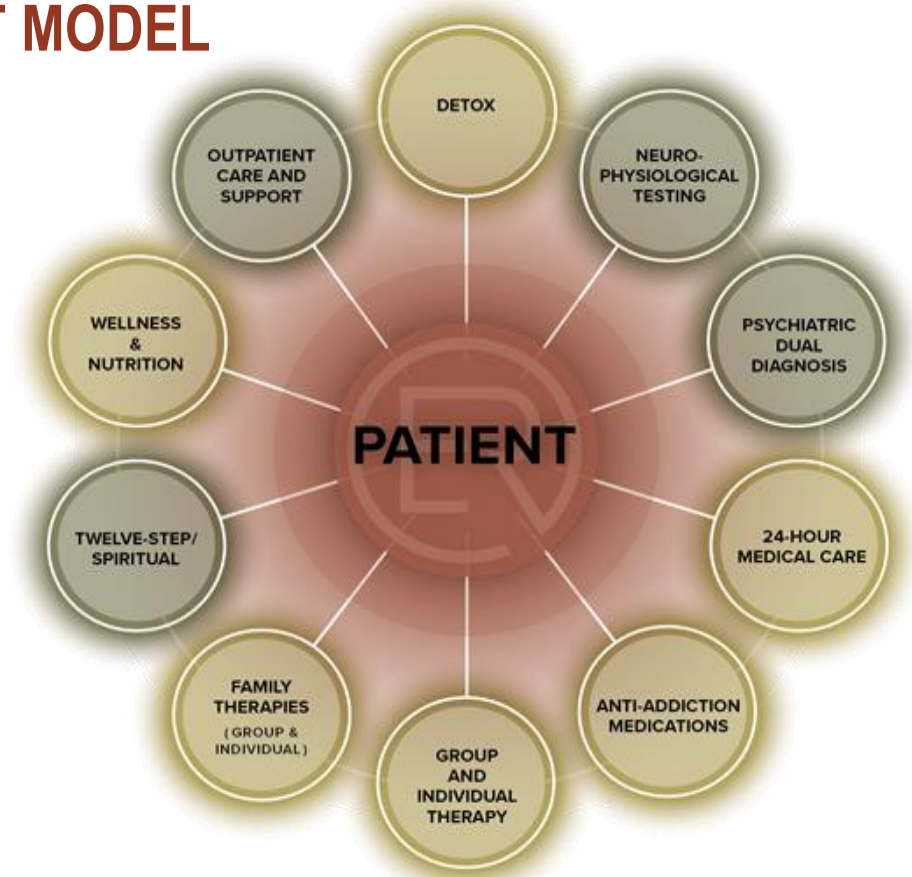 T MODEL
DETOX
NEURO-
PHYSIOLOGICAL
TESTING
PSYCHIATRIC
DUAL
DIAGNOSIS
24-HOUR
MEDICAL CARE
ANTI-ADDICTION
MEDICATIONS
GROUP
AND
INDIVIDUAL
THERAPY
FAMILY
THERAPIES
(GROUP &
INDIVIDUAL)
TWELVE-STEP/
SPIRITUAL
WELLNESS
&
NUTRITION
OUTPATIENT
CARE AND
SUPPORT
PATIENT